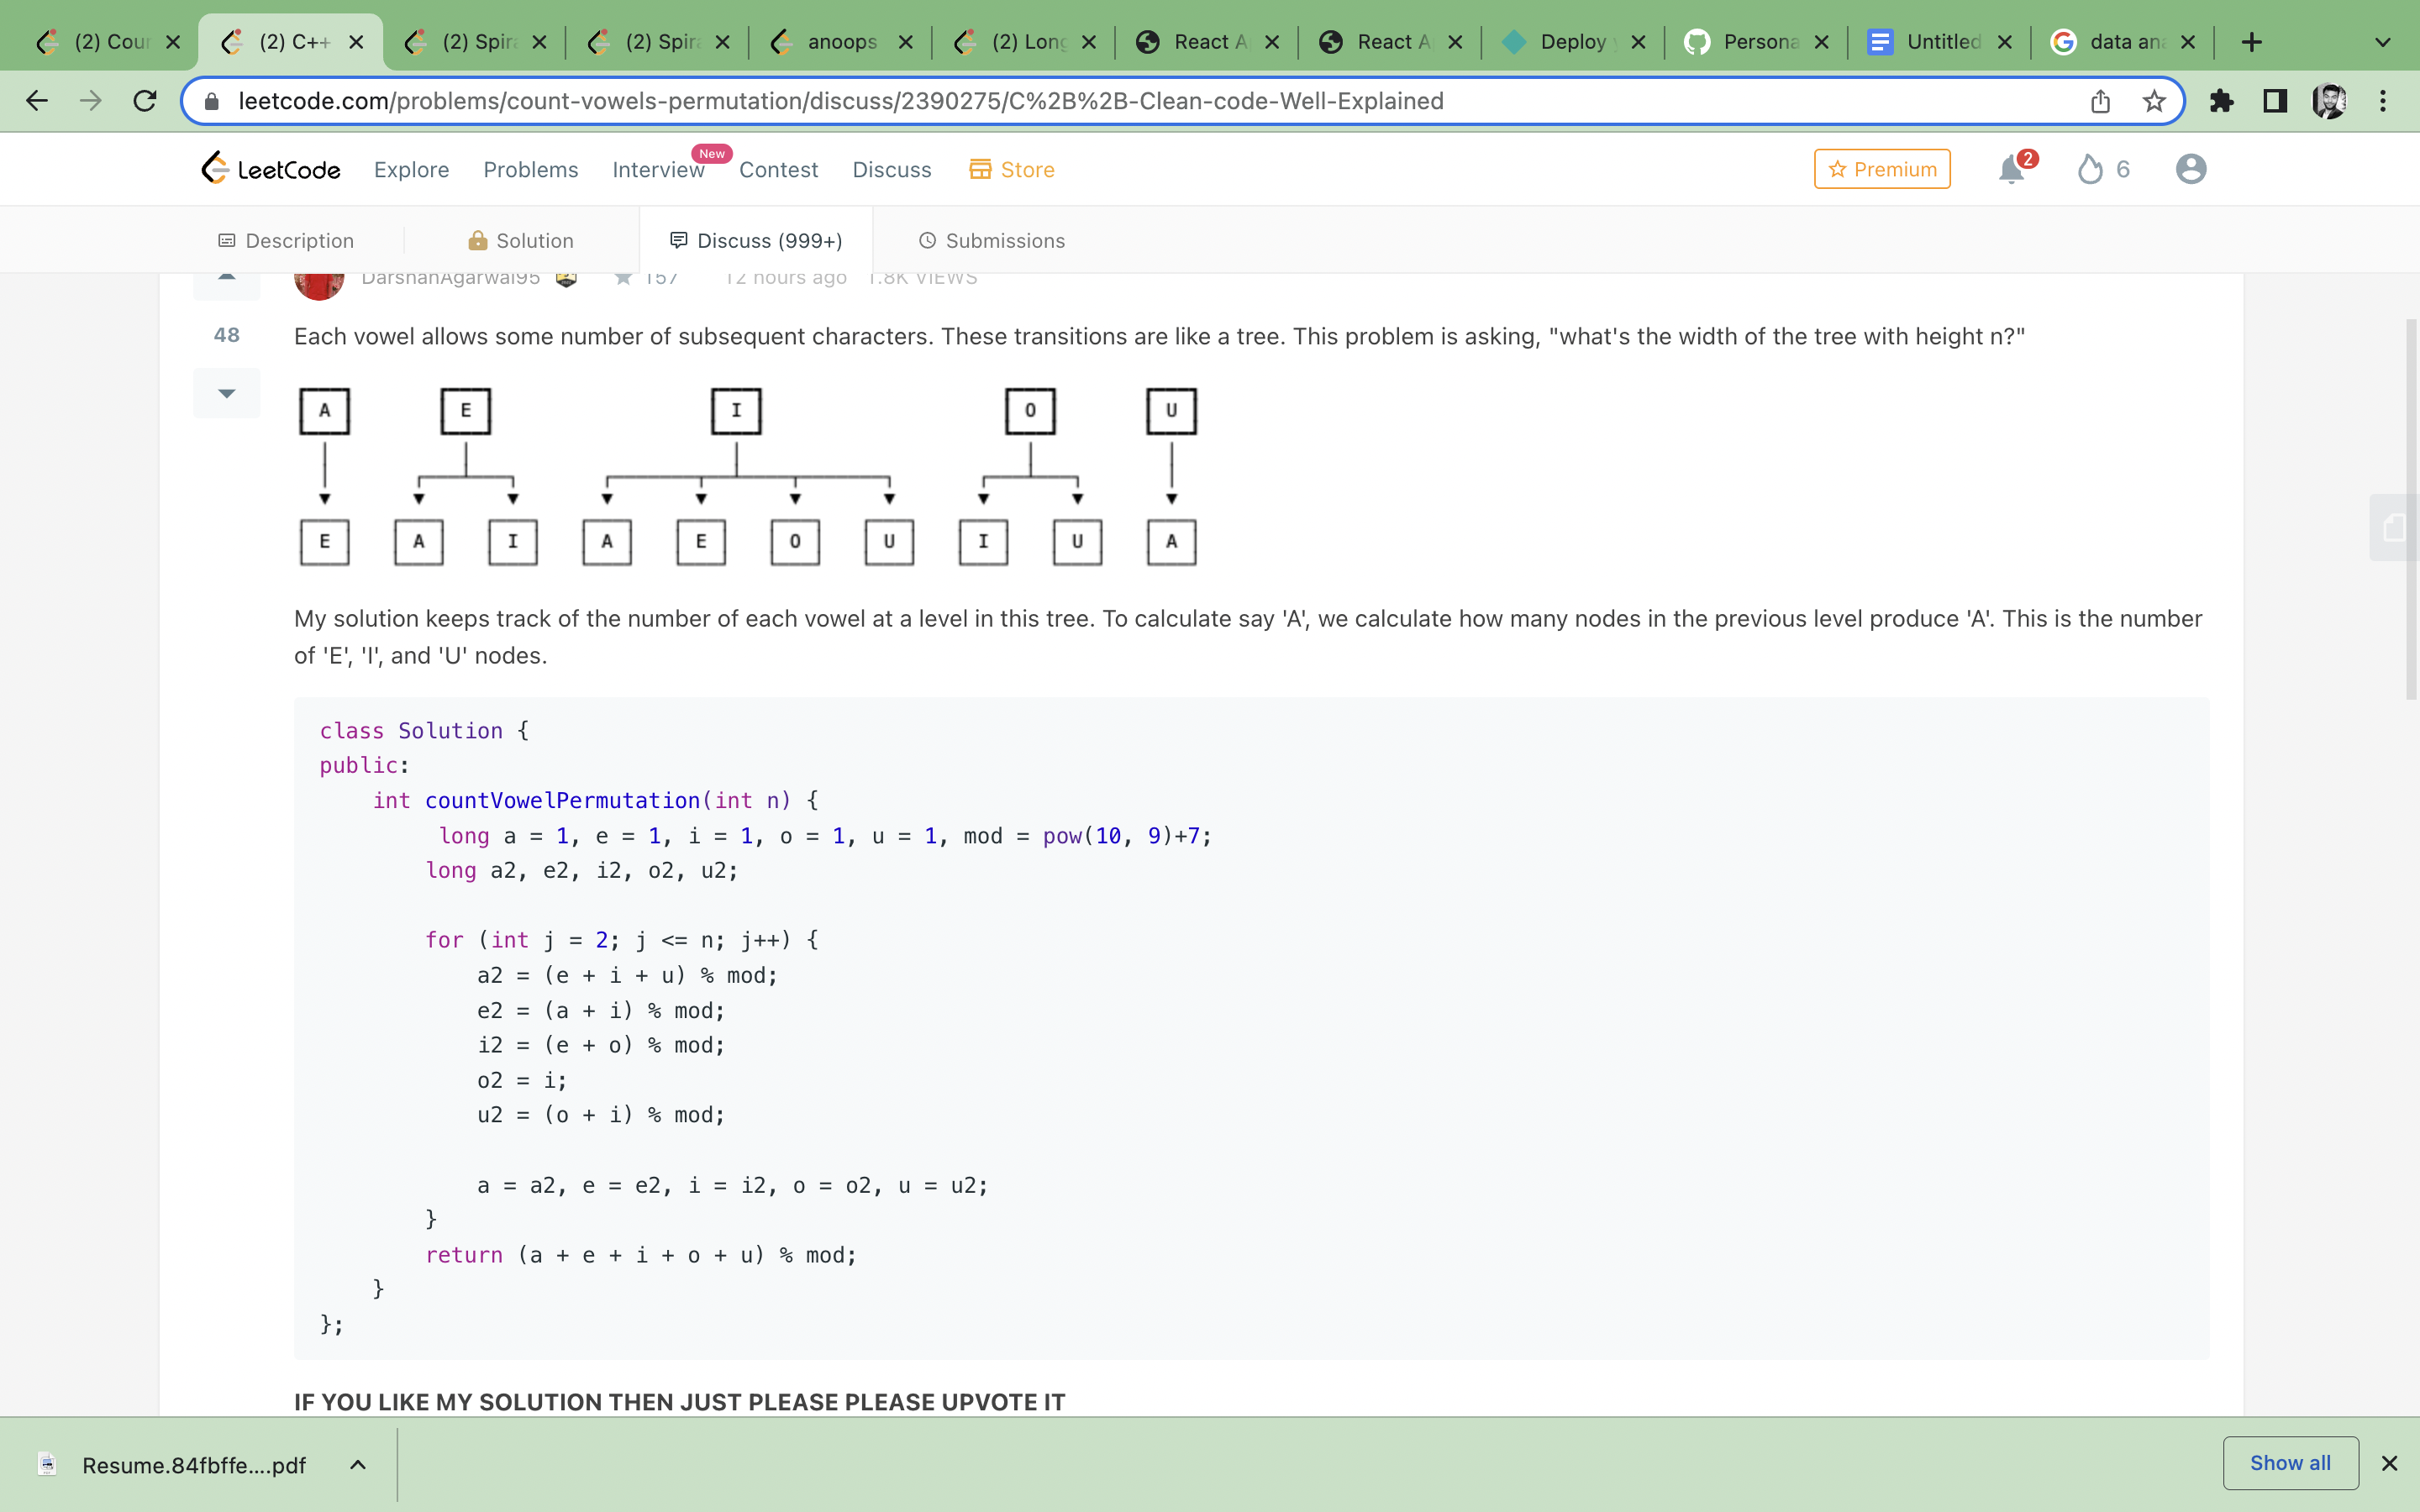 (2) Cour
(2) C++
(2) Spir
(2) Spir
anoops
(2) Long
React A
React A
Deploy
Persona
Untitled
data ana
leetcode.com/problems/count-vowels-permutation/discuss/2390275/C%2B%2B-Clean-code-Well-Explained
LeetCode Explore Problems Interview New Contest Discuss Store Premium 2 6
Description Solution Discuss (999+) Submissions
DarshanAgarwal95 157 12 hours ago 1.8K VIEWS
48
Each vowel allows some number of subsequent characters. These transitions are like a tree. This problem is asking, "what's the width of the tree with height n?"
A E I O U
E A I A E O U I U A
My solution keeps track of the number of each vowel at a level in this tree. To calculate say 'A', we calculate how many nodes in the previous level produce 'A'. This is the number
of 'E', 'I', and 'U' nodes.
class Solution {
public:
    int countVowelPermutation(int n) {
         long a = 1, e = 1, i = 1, o = 1, u = 1, mod = pow(10, 9)+7;
        long a2, e2, i2, o2, u2;
        for (int j = 2; j <= n; j++) {
            a2 = (e + i + u) % mod;
            e2 = (a + i) % mod;
            i2 = (e + o) % mod;
            o2 = i;
            u2 = (o + i) % mod;
            a = a2, e = e2, i = i2, o = o2, u = u2;
        }
        return (a + e + i + o + u) % mod;
    }
};
IF YOU LIKE MY SOLUTION THEN JUST PLEASE PLEASE UPVOTE IT
Resume.84fbffe....pdf
Show all